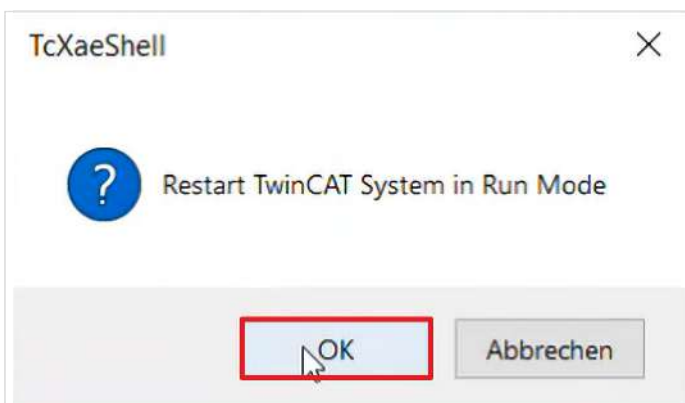 TcXaeShell
Restart TwinCAT System in Run Mode
OK
Abbrechen